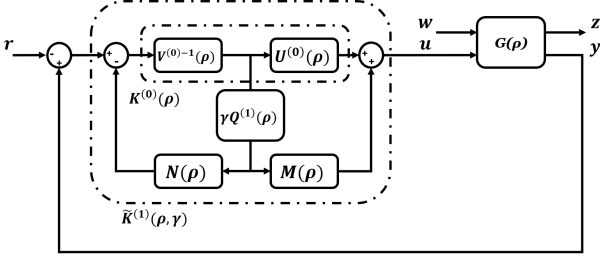 r
-
+
+
-
V⁽⁰⁾⁻¹(ρ)
U⁽⁰⁾(ρ)
+
+
w
u
G(ρ)
z
y
K⁽⁰⁾(ρ)
γQ⁽¹⁾(ρ)
N(ρ)
M(ρ)
K̃⁽¹⁾(ρ, γ)